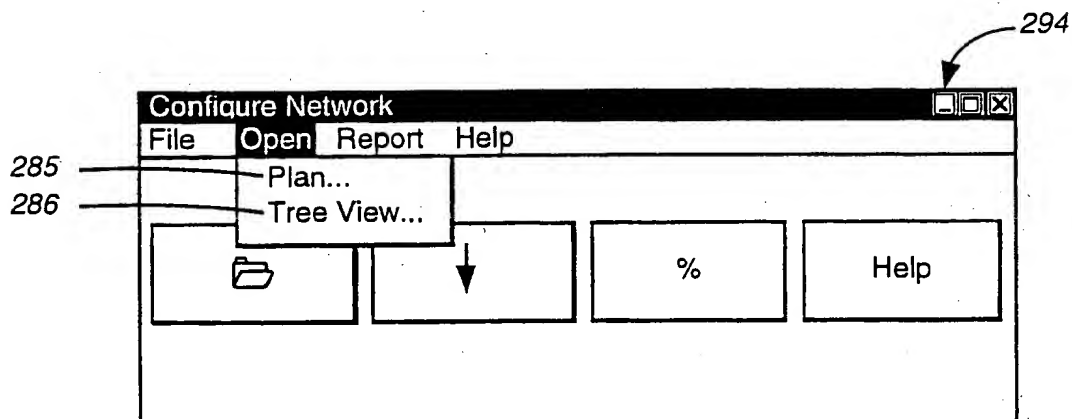 294
Configure Network
File Open Report Help
285 Plan...
286 Tree View...
% Help